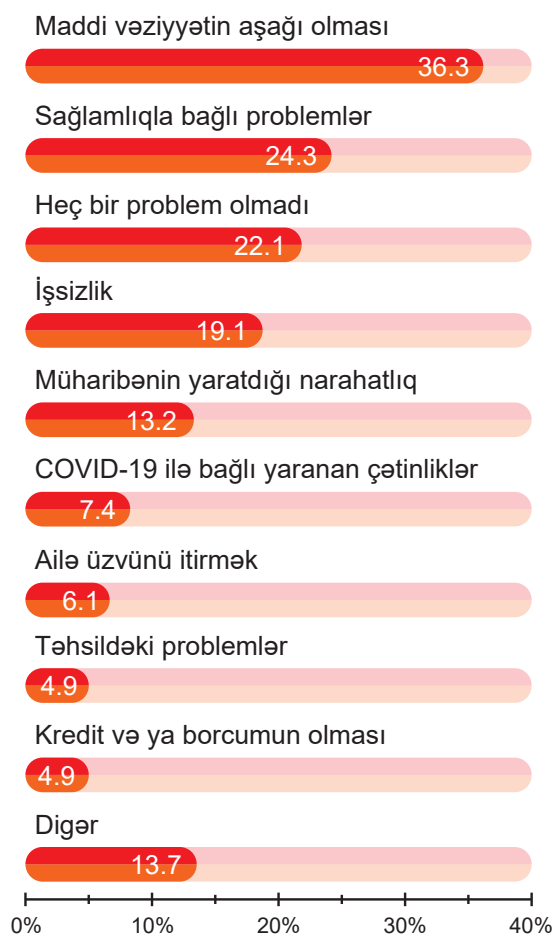 Maddi vəziyyətin aşağı olması
36.3
Sağlamlıqla bağlı problemlər
24.3
Heç bir problem olmadı
22.1
İşsizlik
19.1
Müharibənin yaratdığı narahatlıq
13.2
COVID-19 ilə bağlı yaranan çətinliklər
7.4
Ailə üzvünü itirmək
6.1
Təhsildəki problemlər
4.9
Kredit və ya borcumun olması
4.9
Digər
13.7
0% 10% 20% 30% 40%